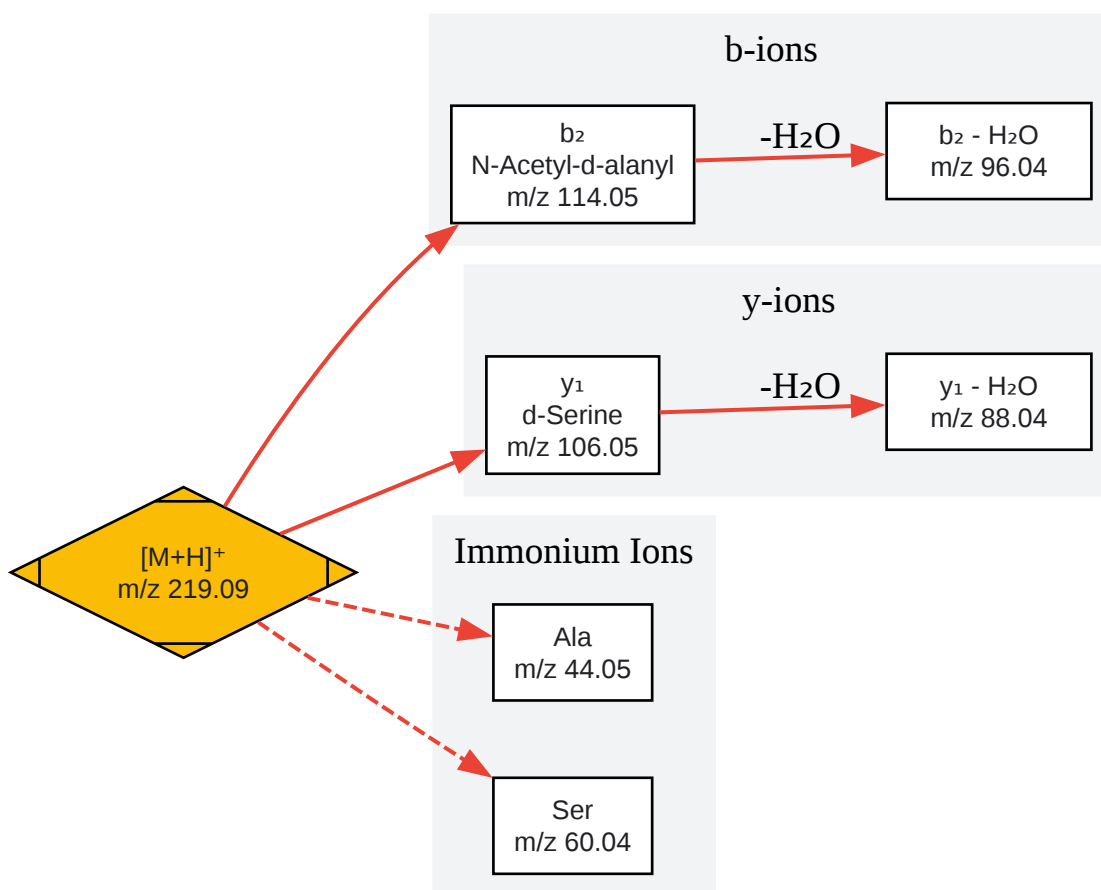 b-ions
b₂
N-Acetyl-d-alanyl
m/z 114.05
-H₂O
b₂ - H₂O
m/z 96.04
y-ions
y₁
d-Serine
m/z 106.05
-H₂O
y₁ - H₂O
m/z 88.04
[M+H]⁺
m/z 219.09
Immonium Ions
Ala
m/z 44.05
Ser
m/z 60.04